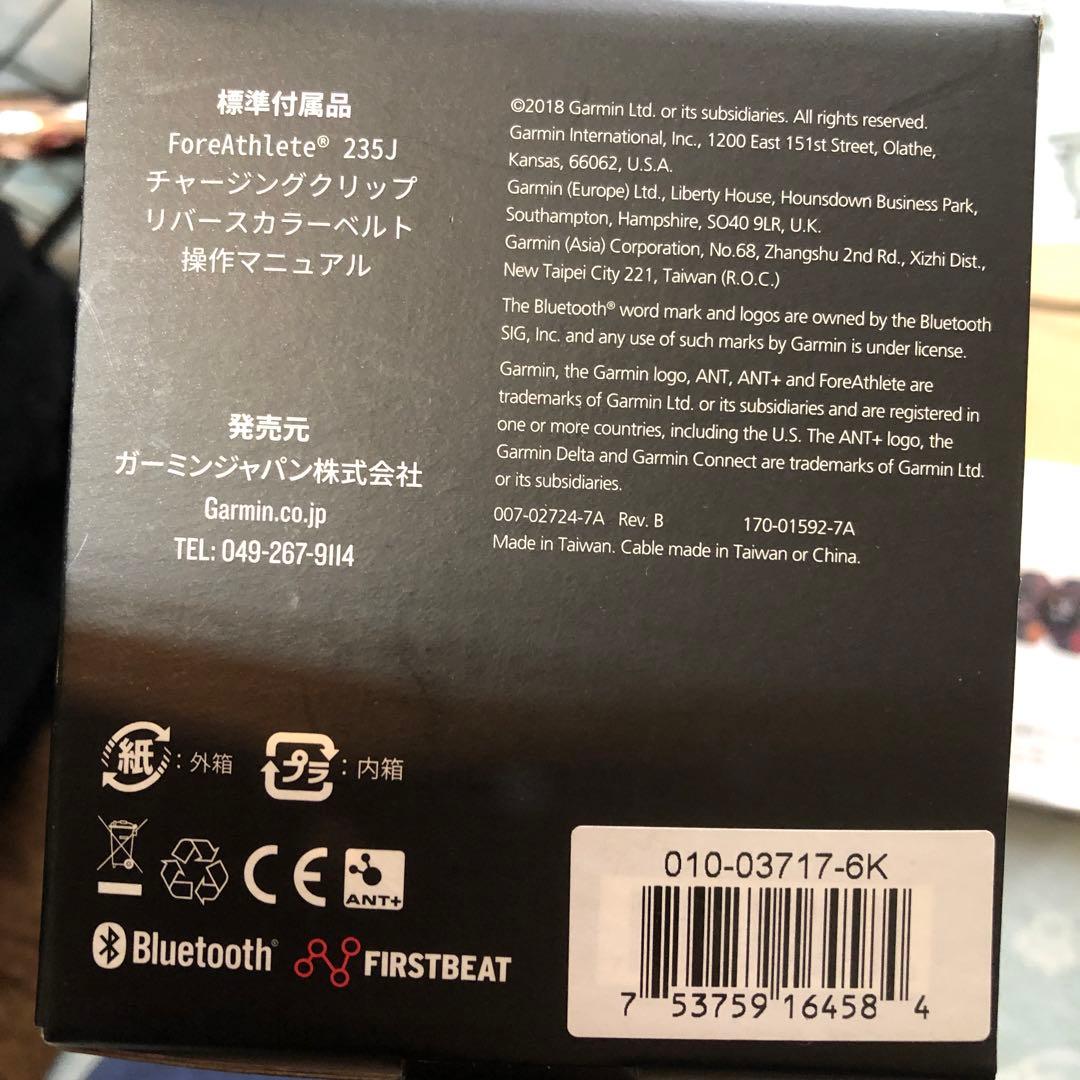 標準付属品
ForeAthlete® 235J
チャージングクリップ
リバースカラーベルト
操作マニュアル
発売元
ガーミンジャパン株式会社
Garmin.co.jp
TEL: 049-267-9114
©2018 Garmin Ltd. or its subsidiaries. All rights reserved.
Garmin International, Inc., 1200 East 151st Street, Olathe,
Kansas, 66062, U.S.A.
Garmin (Europe) Ltd., Liberty House, Hounsdown Business Park,
Southampton, Hampshire, SO40 9LR, U.K.
Garmin (Asia) Corporation, No.68, Zhangshu 2nd Rd., Xizhi Dist.,
New Taipei City 221, Taiwan (R.O.C.)
The Bluetooth® word mark and logos are owned by the Bluetooth
SIG, Inc. and any use of such marks by Garmin is under license.
Garmin, the Garmin logo, ANT, ANT+ and ForeAthlete are
trademarks of Garmin Ltd. or its subsidiaries and are registered in
one or more countries, including the U.S. The ANT+ logo, the
Garmin Delta and Garmin Connect are trademarks of Garmin Ltd.
or its subsidiaries.
007-02724-7A Rev. B 170-01592-7A
Made in Taiwan. Cable made in Taiwan or China.
紙:外箱 プラ:内箱
CE ANT+
Bluetooth® FIRSTBEAT
010-03717-6K
7 53759 16458 4